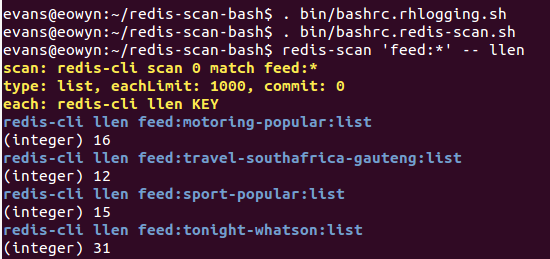 evans@eowyn:~/redis-scan-bash$ . bin/bashrc.rhlogging.sh
evans@eowyn:~/redis-scan-bash$ . bin/bashrc.redis-scan.sh
evans@eowyn:~/redis-scan-bash$ redis-scan 'feed:*' -- llen
scan: redis-cli scan 0 match feed:*
type: list, eachLimit: 1000, commit: 0
each: redis-cli llen KEY
redis-cli llen feed:motoring-popular:list
(integer) 16
redis-cli llen feed:travel-southafrica-gauteng:list
(integer) 12
redis-cli llen feed:sport-popular:list
(integer) 15
redis-cli llen feed:tonight-whatson:list
(integer) 31